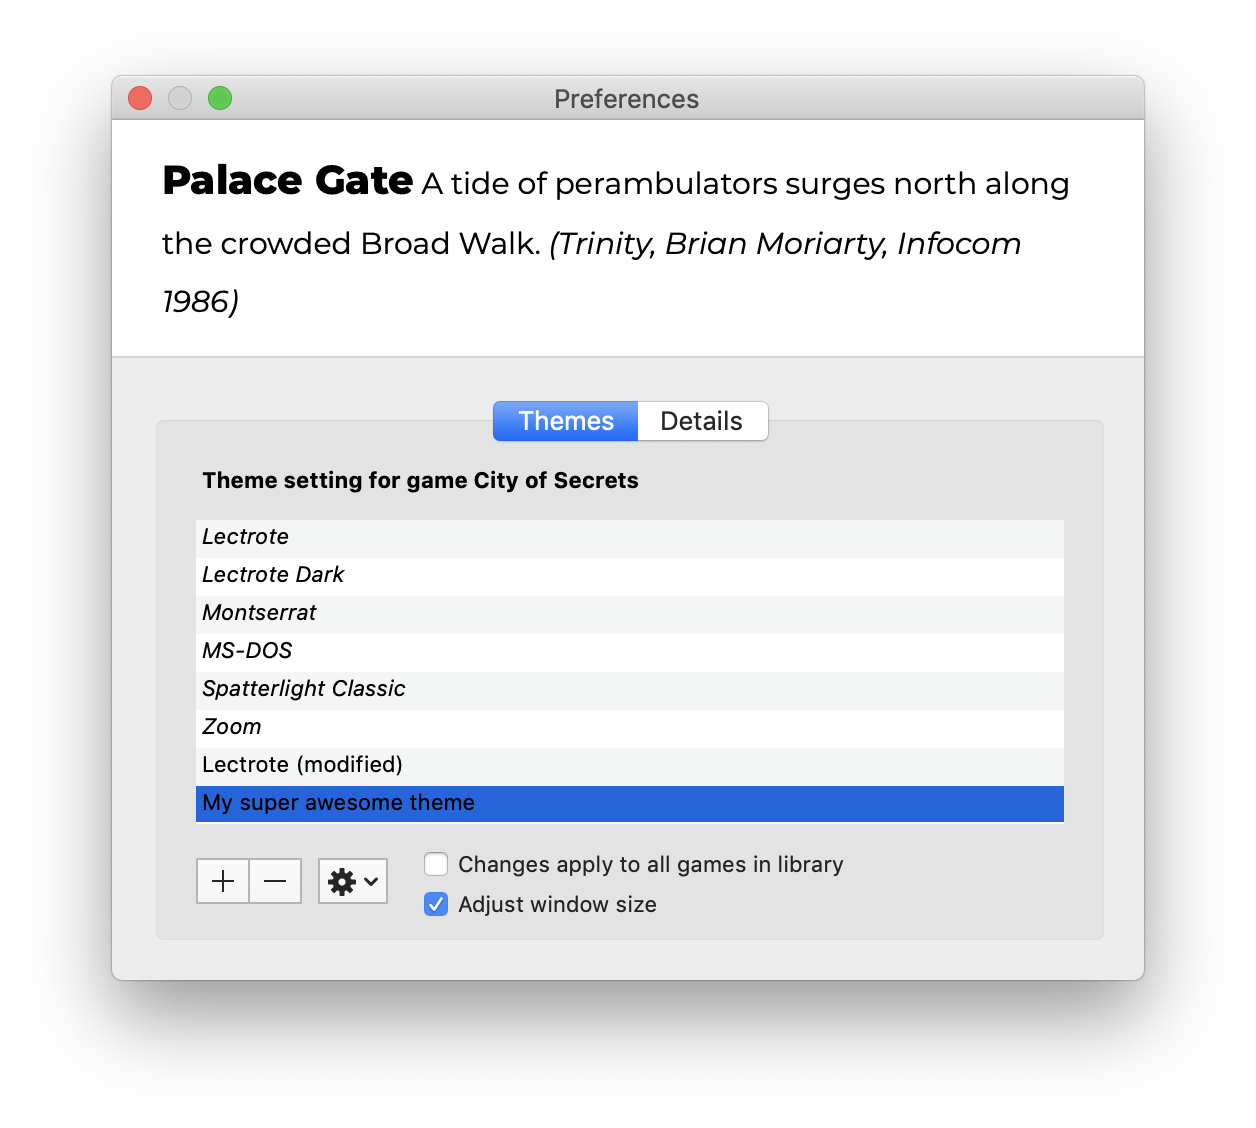 Preferences
Palace Gate A tide of perambulators surges north along
the crowded Broad Walk. (Trinity, Brian Moriarty, Infocom
1986)
Themes Details
Theme setting for game City of Secrets
Lectrote
Lectrote Dark
Montserrat
MS-DOS
Spatterlight Classic
Zoom
Lectrote (modified)
My super awesome theme
Changes apply to all games in library
Adjust window size